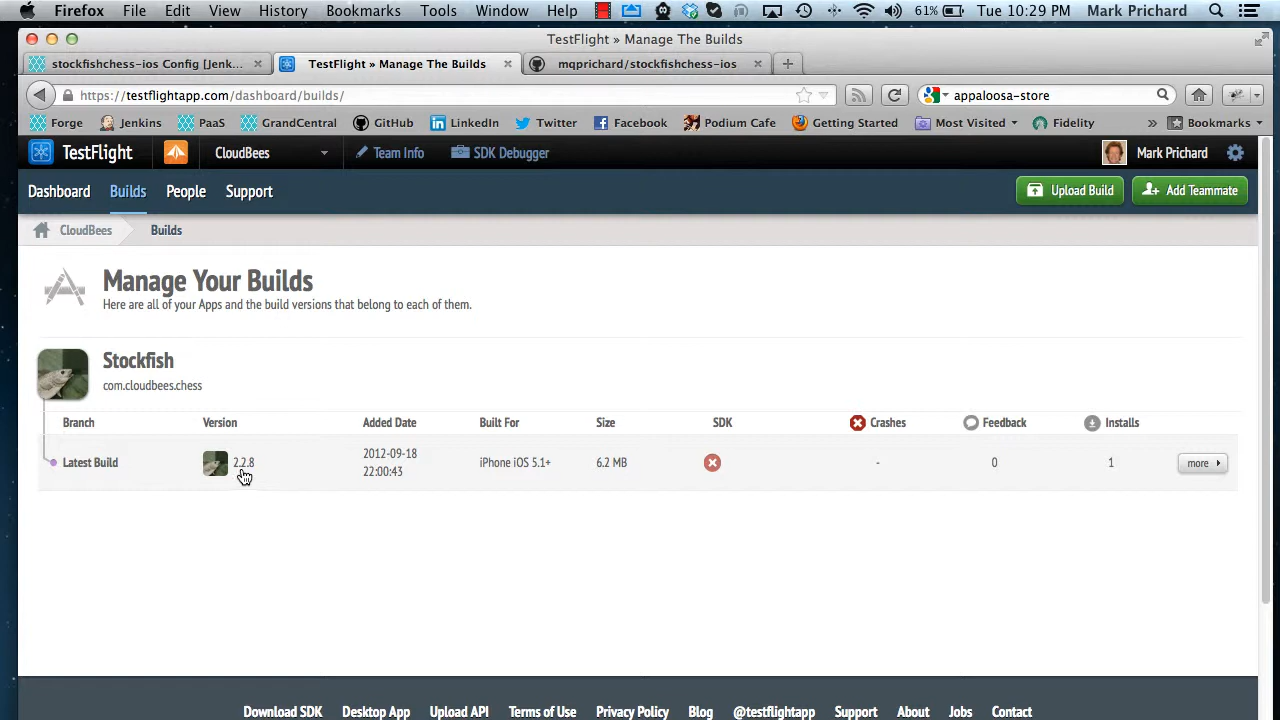 Firefox File Edit View History Bookmarks Tools Window Help 61% Tue 10:29 PM Mark Prichard
TestFlight » Manage The Builds
stockfishchess-ios Config [Jenk... TestFlight » Manage The Builds mqprichard/stockfishchess-ios
https://testflightapp.com/dashboard/builds/ appaloosa-store
Forge Jenkins PaaS GrandCentral GitHub LinkedIn Twitter Facebook Podium Cafe Getting Started Most Visited Fidelity » Bookmarks
TestFlight CloudBees Team Info SDK Debugger Mark Prichard
Dashboard Builds People Support Upload Build Add Teammate
CloudBees Builds
Manage Your Builds
Here are all of your Apps and the build versions that belong to each of them.
Stockfish
com.cloudbees.chess
Branch Version Added Date Built For Size SDK Crashes Feedback Installs
Latest Build 2.2.8 2012-09-18 22:00:43 iPhone iOS 5.1+ 6.2 MB - 0 1 more
Download SDK Desktop App Upload API Terms of Use Privacy Policy Blog @testflightapp Support About Jobs Contact